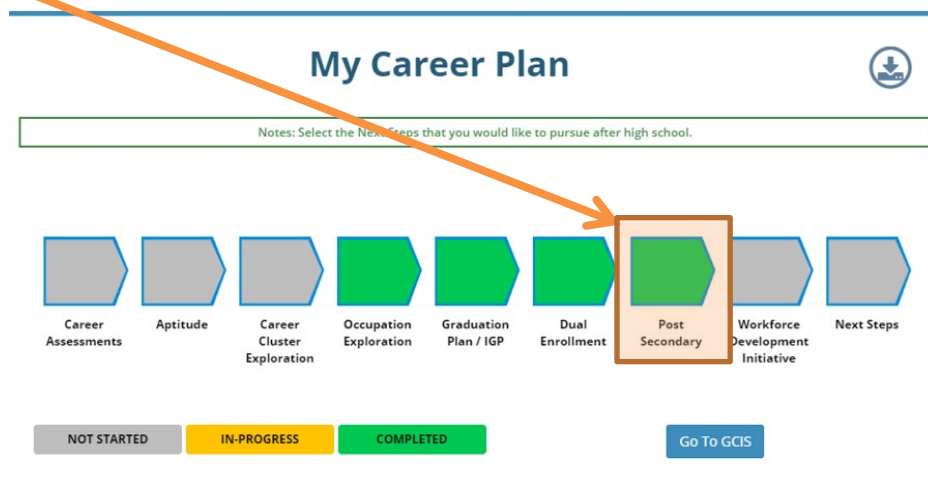 My Career Plan
Notes: Select the Next Steps that you would like to pursue after high school.
Career
Assessments
Aptitude
Career
Cluster
Exploration
Occupation
Exploration
Graduation
Plan / IGP
Dual
Enrollment
Post
Secondary
Workforce
Development
Initiative
Next Steps
NOT STARTED
IN-PROGRESS
COMPLETED
Go To GCIS